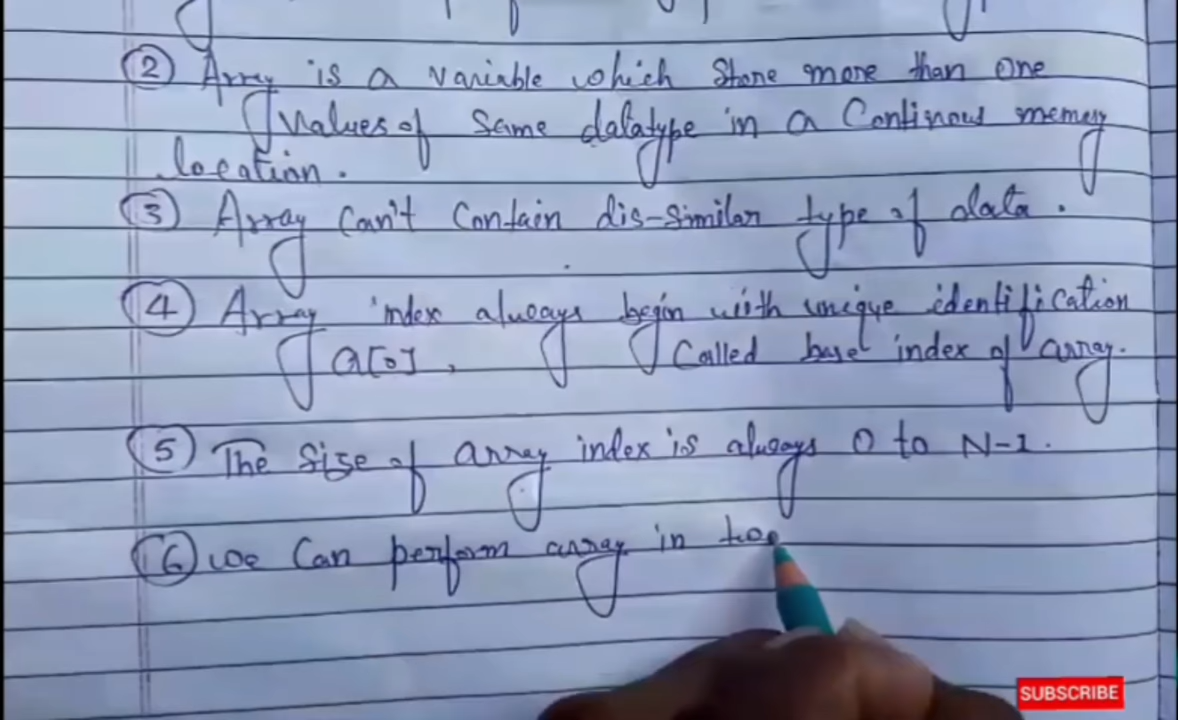 ② Array is a variable which Store more than one
values of same datatype in a Continous memory
location.
③ Array Can't Contain dis-similar type of data.
④ Array index always begin with unique identification
a[0], Called base index of array.
⑤ The Size of array index is always 0 to N-1.
⑥ we Can perform array in two
SUBSCRIBE